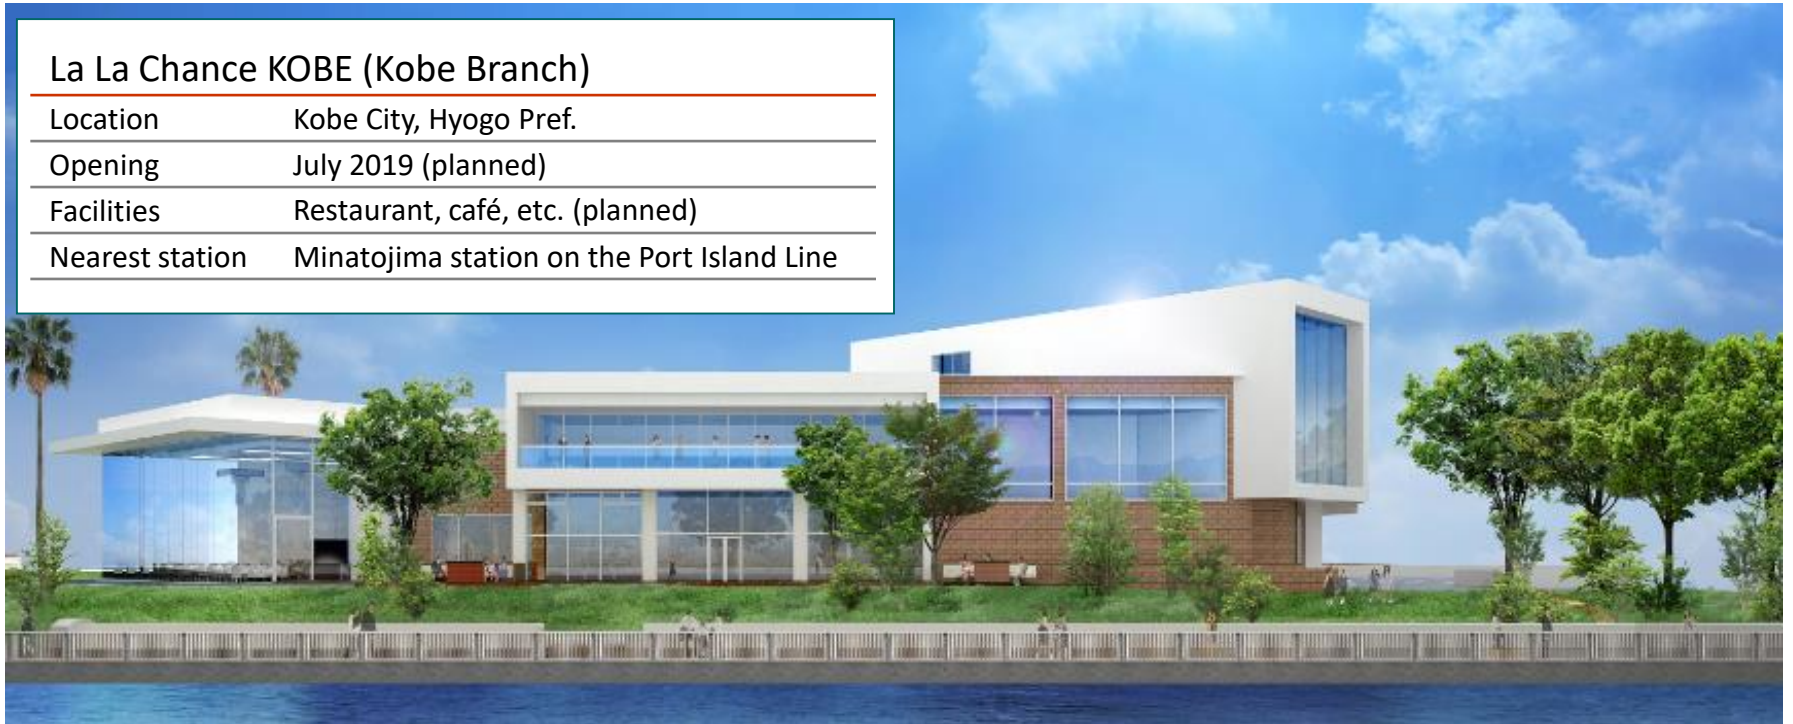 La La Chance KOBE (Kobe Branch)
Location Kobe City, Hyogo Pref.
Opening July 2019 (planned)
Facilities Restaurant, café, etc. (planned)
Nearest station Minatojima station on the Port Island Line